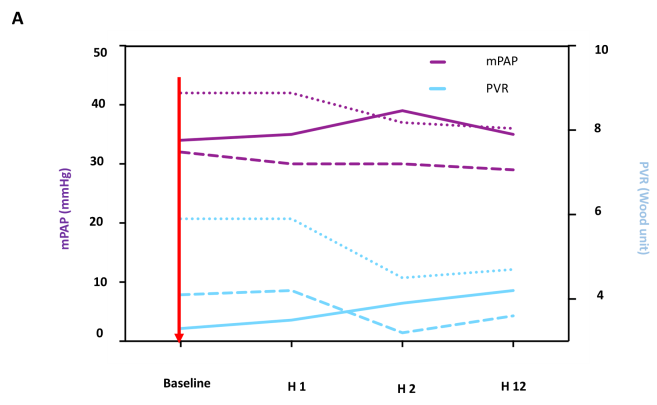 A
50
40
30
20
10
0
mPAP (mmHg)
mPAP
PVR
10
8
6
4
PVR (Wood unit)
Baseline
H 1
H 2
H 12